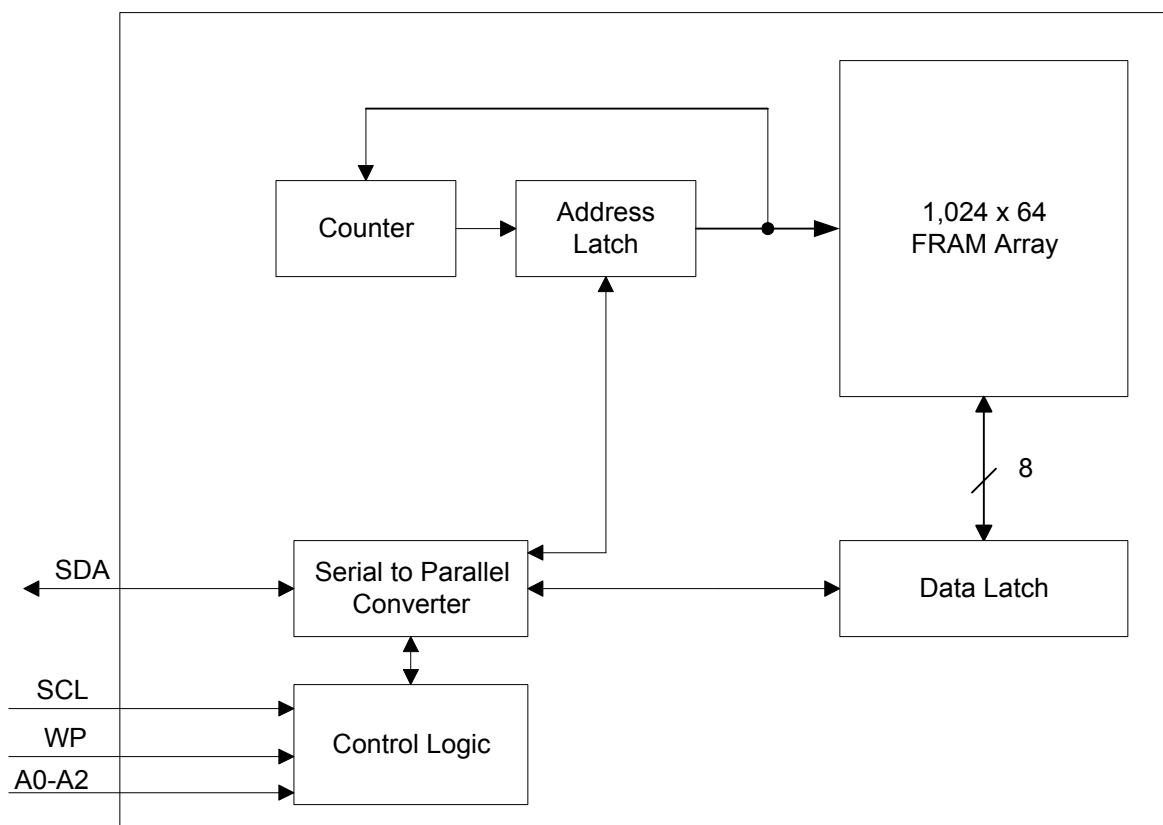 Counter
Address
Latch
1,024 x 64
FRAM Array
8
SDA
Serial to Parallel
Converter
Data Latch
SCL
WP
A0-A2
Control Logic